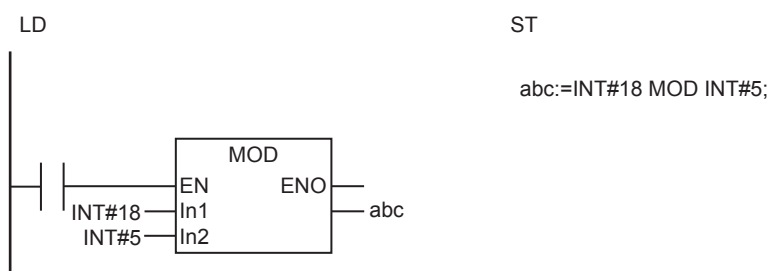 LD
ST
abc:=INT#18 MOD INT#5;
MOD
EN ENO
INT#18 In1 abc
INT#5 In2